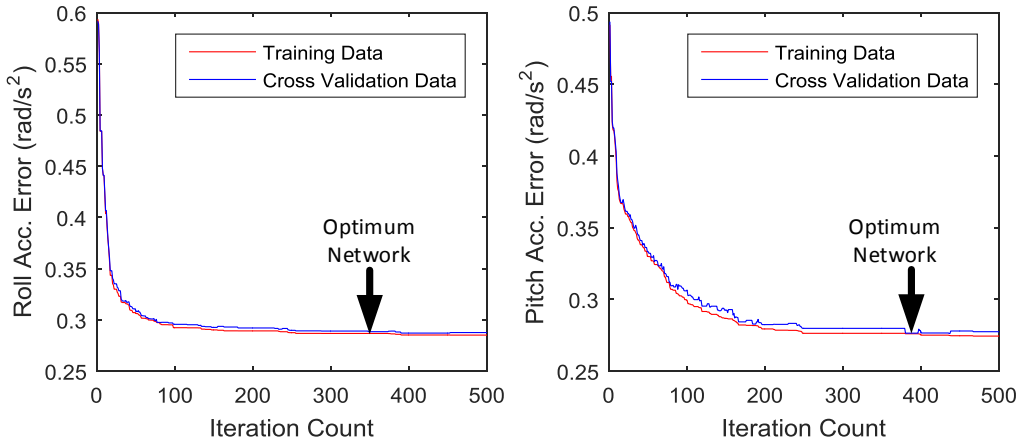 0.6
0.55
0.5
0.45
0.4
0.35
0.3
0.25
Roll Acc. Error (rad/s²)
Training Data
Cross Validation Data
Optimum
Network
0 100 200 300 400 500
Iteration Count
0.5
0.45
0.4
0.35
0.3
0.25
Pitch Acc. Error (rad/s²)
Training Data
Cross Validation Data
Optimum
Network
0 100 200 300 400 500
Iteration Count